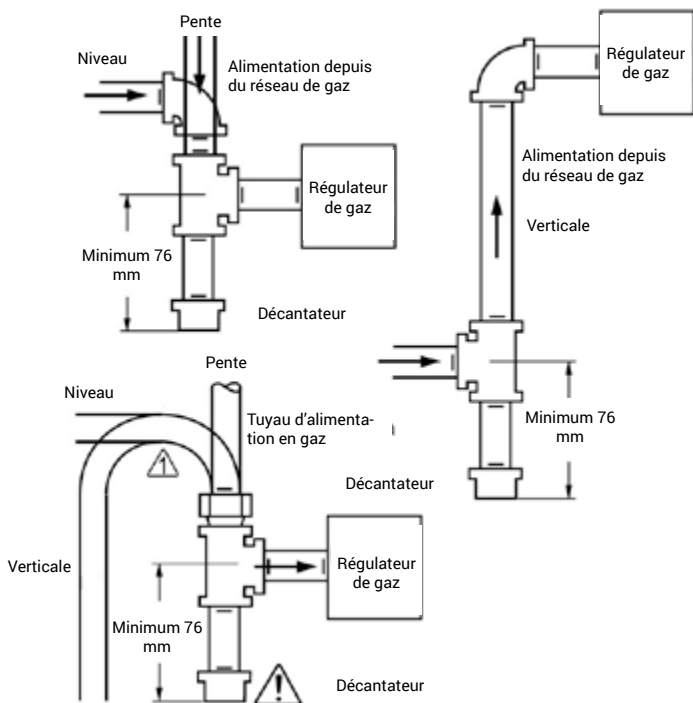 Pente
Niveau
Alimentation depuis
du réseau de gaz
Régulateur
de gaz
Minimum 76
mm
Décantateur
Régulateur
de gaz
Alimentation depuis
du réseau de gaz
Verticale
Minimum 76
mm
Décantateur
Pente
Niveau
Tuyau d'alimenta-
tion en gaz
1
Verticale
Régulateur
de gaz
Minimum 76
mm
!
Décantateur